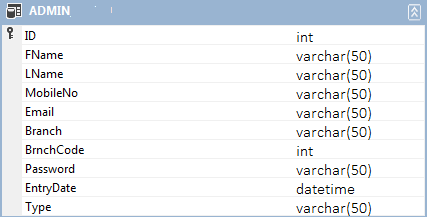 ADMIN
ID int
FName varchar(50)
LName varchar(50)
MobileNo varchar(50)
Email varchar(50)
Branch varchar(50)
BrnchCode int
Password varchar(50)
EntryDate datetime
Type varchar(50)